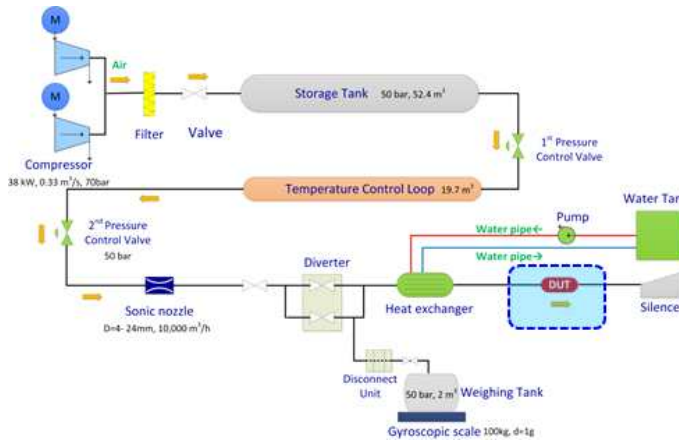 M
Air
M
Storage Tank 50 bar, 52.4 m³
Filter
Valve
1st Pressure
Control Valve
Compressor
38 kW, 0.33 m³/s, 70bar
Temperature Control Loop 19.7 m³
2nd Pressure
Control Valve
50 bar
Water Tan
Pump
Water pipe←
Water pipe→
Diverter
DUT
Sonic nozzle
D=4- 24mm, 10,000 m³/h
Heat exchanger
Silence
Disconnect
Unit
50 bar, 2 m³ Weighing Tank
Gyroscopic scale 100kg, d=1g